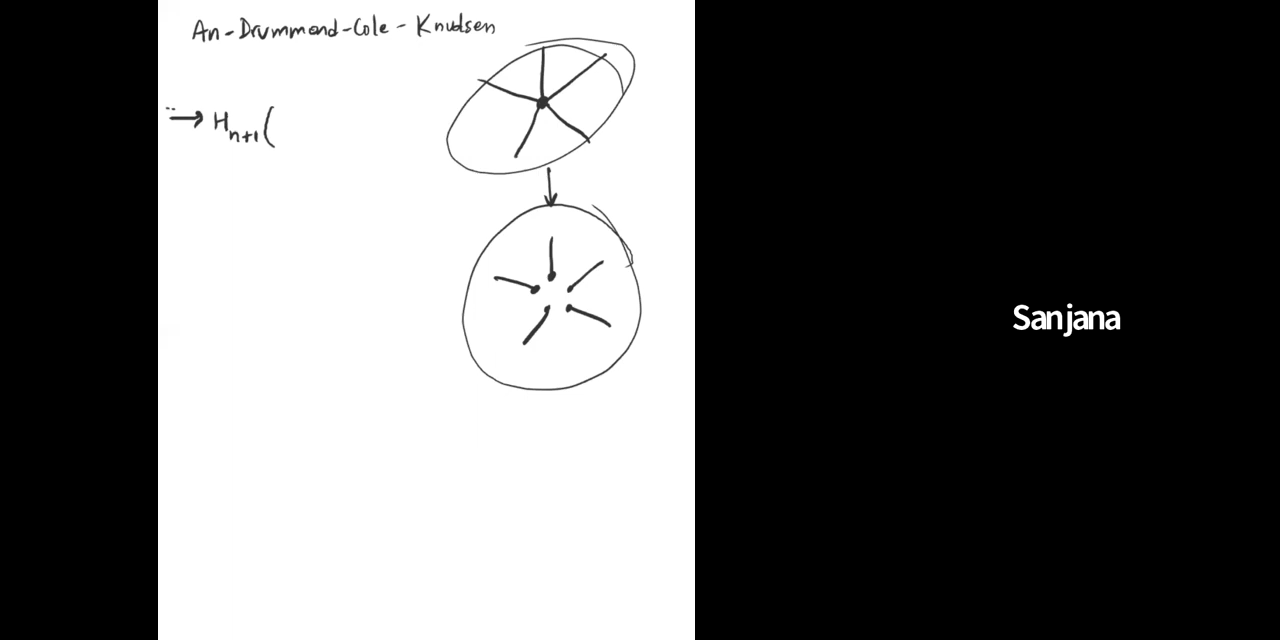 An-Drummond-Cole - Knudsen
⋯→ H_{n+1}(
Sanjana